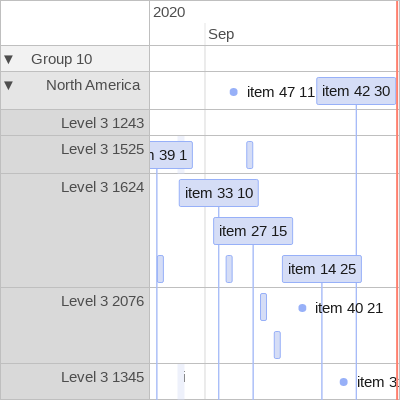 2020
Sep
▼ Group 10
▼ North America
item 47 11
item 42 30
Level 3 1243
Level 3 1525
39 1
Level 3 1624
item 33 10
item 27 15
item 14 25
Level 3 2076
item 40 21
Level 3 1345
i
item